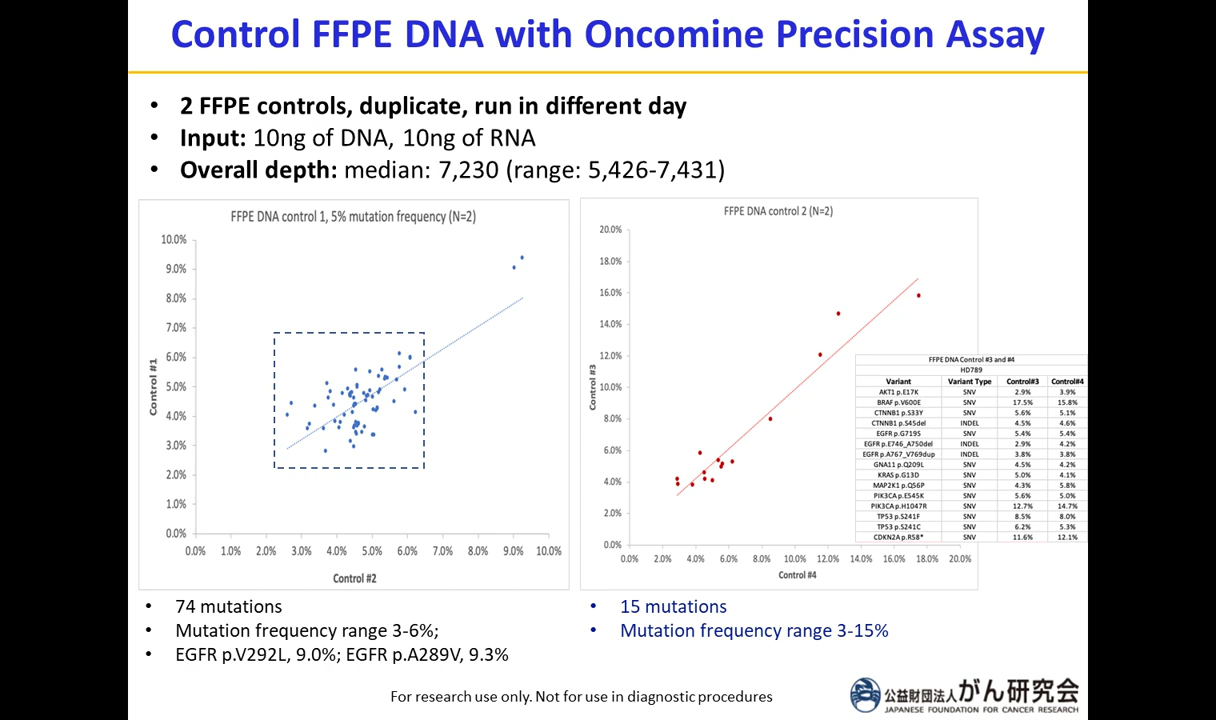 Control FFPE DNA with Oncomine Precision Assay
• 2 FFPE controls, duplicate, run in different day
• Input: 10ng of DNA, 10ng of RNA
• Overall depth: median: 7,230 (range: 5,426-7,431)
FFPE DNA control 1, 5% mutation frequency (N=2)
10.0%
9.0%
8.0%
7.0%
6.0%
5.0%
4.0%
3.0%
2.0%
1.0%
0.0%
Control #1
0.0% 1.0% 2.0% 3.0% 4.0% 5.0% 6.0% 7.0% 8.0% 9.0% 10.0%
Control #2
FFPE DNA control 2 (N=2)
20.0%
18.0%
16.0%
14.0%
12.0%
10.0%
8.0%
6.0%
4.0%
2.0%
0.0%
Control #3
0.0% 2.0% 4.0% 6.0% 8.0% 10.0% 12.0% 14.0% 16.0% 18.0% 20.0%
Control #4
FFPE DNA Control #3 and #4
HD789
Variant Variant Type Control#3 Control#4
AKT1 p.E17K SNV 2.9% 3.9%
BRAF p.V600E SNV 17.5% 15.8%
CTNNB1 p.S33Y SNV 5.6% 5.1%
CTNNB1 p.S45del INDEL 4.5% 4.6%
EGFR p.G719S SNV 5.4% 5.4%
EGFR p.E746_A750del INDEL 2.9% 4.2%
EGFR p.A767_V769dup INDEL 3.8% 3.8%
GNA11 p.Q209L SNV 4.5% 4.2%
KRAS p.G13D SNV 5.0% 4.1%
MAP2K1 p.Q56P SNV 4.3% 5.8%
PIK3CA p.E545K SNV 5.6% 5.0%
PIK3CA p.H1047R SNV 12.7% 14.7%
TP53 p.S241F SNV 8.5% 8.0%
TP53 p.S241C SNV 6.2% 5.3%
CDKN2A p.R58* SNV 11.6% 12.1%
• 74 mutations
• Mutation frequency range 3-6%;
• EGFR p.V292L, 9.0%; EGFR p.A289V, 9.3%
• 15 mutations
• Mutation frequency range 3-15%
For research use only. Not for use in diagnostic procedures
公益財団法人がん研究会
JAPANESE FOUNDATION FOR CANCER RESEARCH